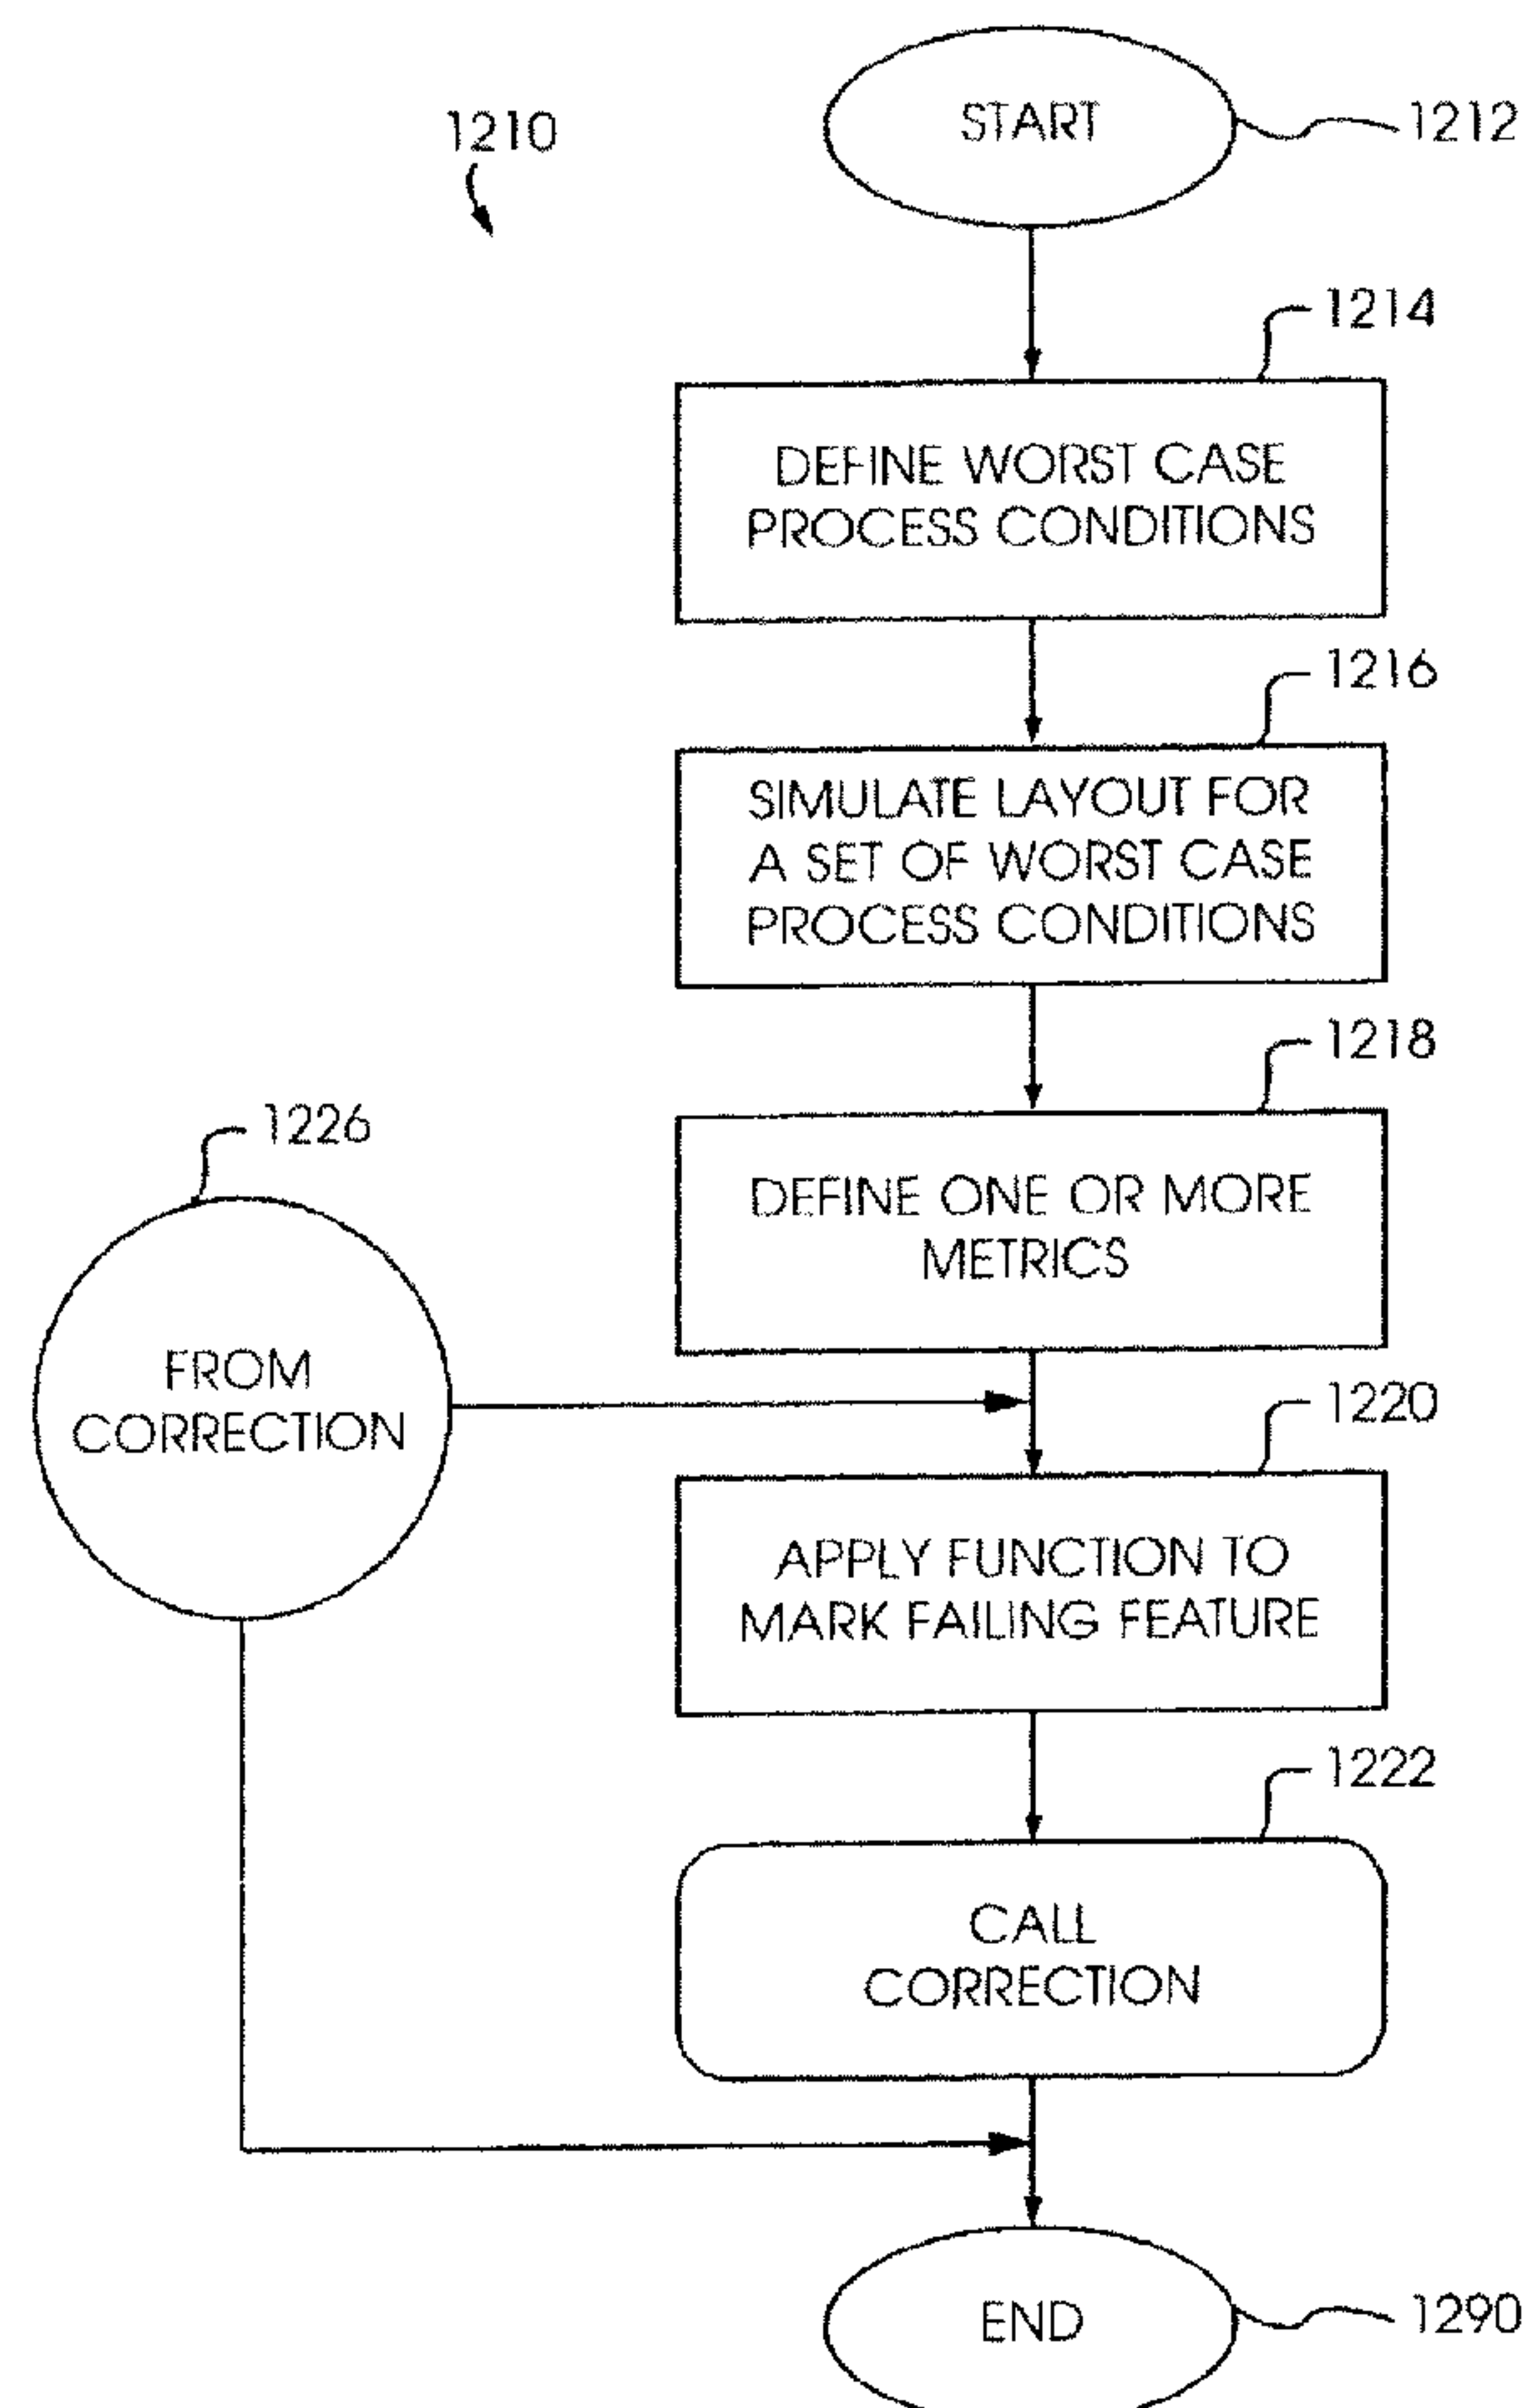 START
1212
1210
1214
DEFINE WORST CASE
PROCESS CONDITIONS
1216
SIMULATE LAYOUT FOR
A SET OF WORST CASE
PROCESS CONDITIONS
1218
DEFINE ONE OR MORE
METRICS
1226
FROM
CORRECTION
1220
APPLY FUNCTION TO
MARK FAILING FEATURE
1222
CALL
CORRECTION
END
1290